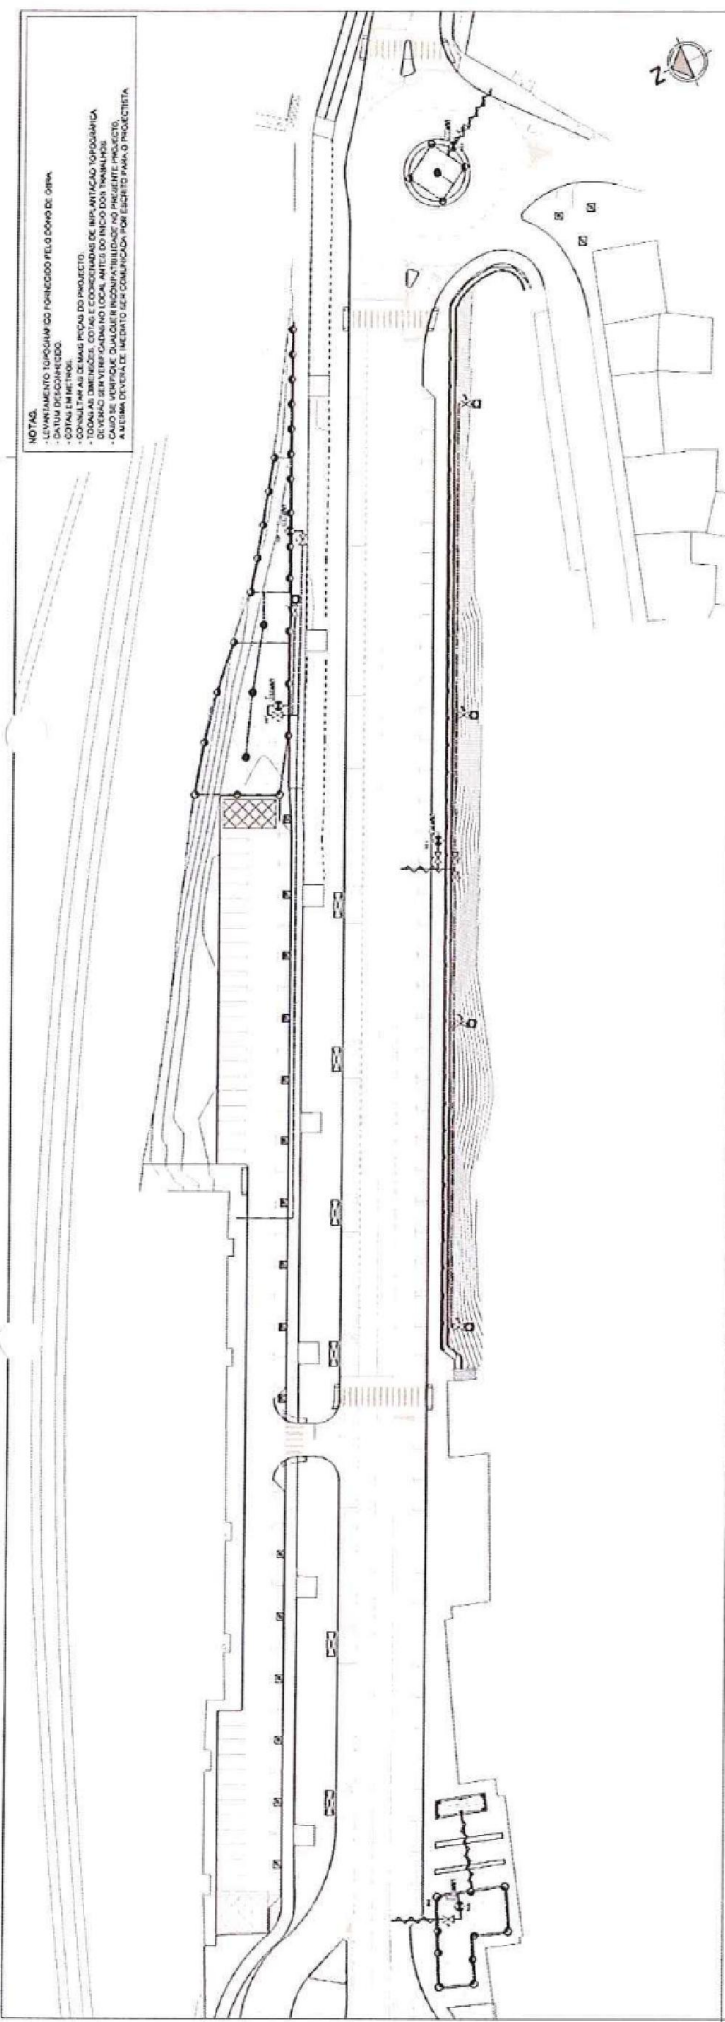 NOTAS:
- LEVANTAMENTO TOPOGRÁFICO FORNECIDO PELO DONO DE OBRA.
- DATUM DESCONHECIDO.
- COTAS EM METROS.
- CONSULTAR AS DEMAIS PEÇAS DO PROJECTO.
- TODAS AS DIMENSÕES, COTAS E COORDENADAS DE IMPLANTAÇÃO TOPOGRÁFICA
DEVERÃO SER VERIFICADAS NO LOCAL ANTES DO INICIO DOS TRABALHOS.
- CASO SE VERIFIQUE QUALQUER INCOMPATIBILIDADE NO PRESENTE PROJECTO,
A MESMA DEVERÁ DE IMEDIATO SER COMUNICADA POR ESCRITO PARA O PROJECTISTA.
N